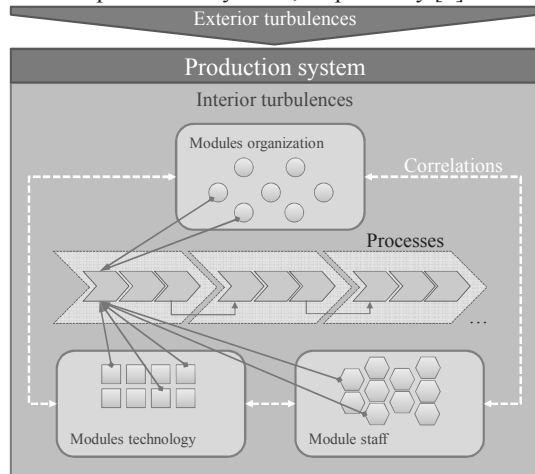 Exterior turbulences
Production system
Interior turbulences
Modules organization
Correlations
Processes
…
Modules technology
Module staff